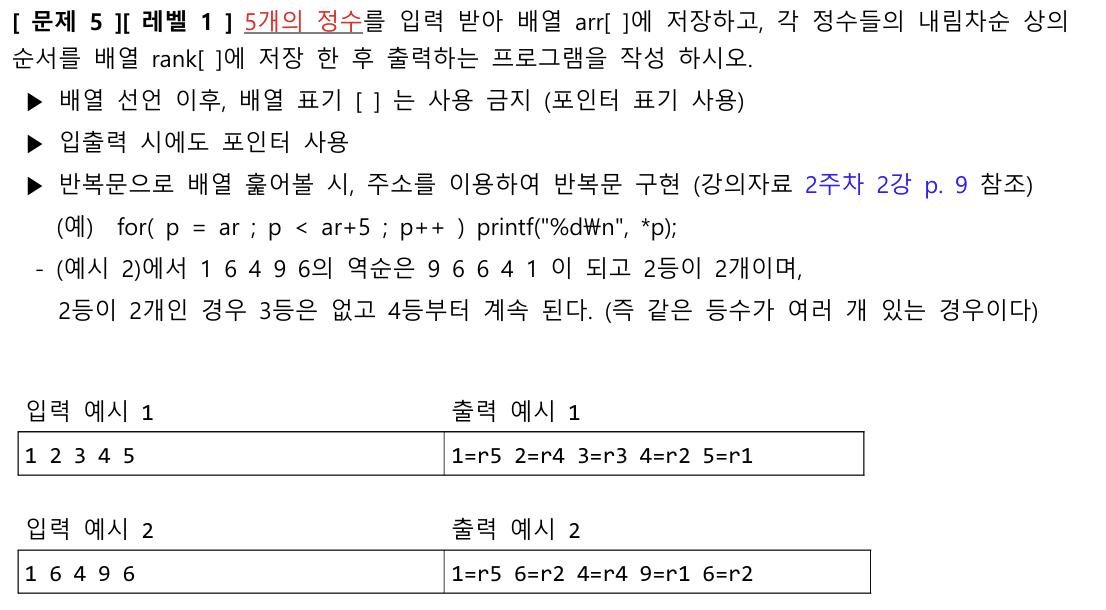 [ 문제 5 ][ 레벨 1 ] 5개의 정수를 입력 받아 배열 arr[ ]에 저장하고, 각 정수들의 내림차순 상의
순서를 배열 rank[ ]에 저장 한 후 출력하는 프로그램을 작성 하시오.
▶ 배열 선언 이후, 배열 표기 [ ] 는 사용 금지 (포인터 표기 사용)
▶ 입출력 시에도 포인터 사용
▶ 반복문으로 배열 훑어볼 시, 주소를 이용하여 반복문 구현 (강의자료 2주차 2강 p. 9 참조)
(예) for( p = ar ; p < ar+5 ; p++ ) printf("%d₩n", *p);
- (예시 2)에서 1 6 4 9 6의 역순은 9 6 6 4 1 이 되고 2등이 2개이며,
2등이 2개인 경우 3등은 없고 4등부터 계속 된다. (즉 같은 등수가 여러 개 있는 경우이다)
입력 예시 1 출력 예시 1
1 2 3 4 5 1=r5 2=r4 3=r3 4=r2 5=r1
입력 예시 2 출력 예시 2
1 6 4 9 6 1=r5 6=r2 4=r4 9=r1 6=r2